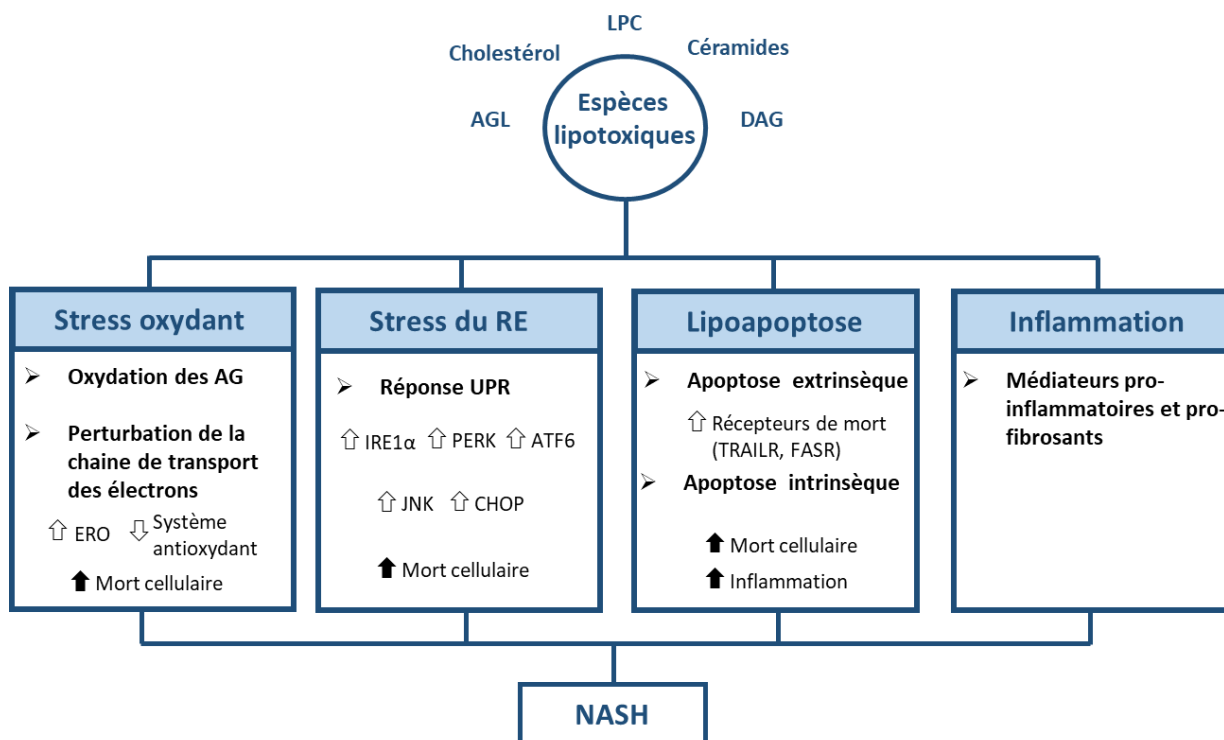 LPC
Cholestérol
Céramides
AGL
Espèces
lipotoxiques
DAG
Stress oxydant
➢ Oxydation des AG
➢ Perturbation de la
chaine de transport
des électrons
⇧ ERO ⇩ Système
antioxydant
⬆ Mort cellulaire
Stress du RE
➢ Réponse UPR
⇧ IRE1α ⇧ PERK ⇧ ATF6
⇧ JNK ⇧ CHOP
⬆ Mort cellulaire
Lipoapoptose
➢ Apoptose extrinsèque
⇧ Récepteurs de mort
(TRAILR, FASR)
➢ Apoptose intrinsèque
⬆ Mort cellulaire
⬆ Inflammation
Inflammation
➢ Médiateurs pro-
inflammatoires et pro-
fibrosants
NASH